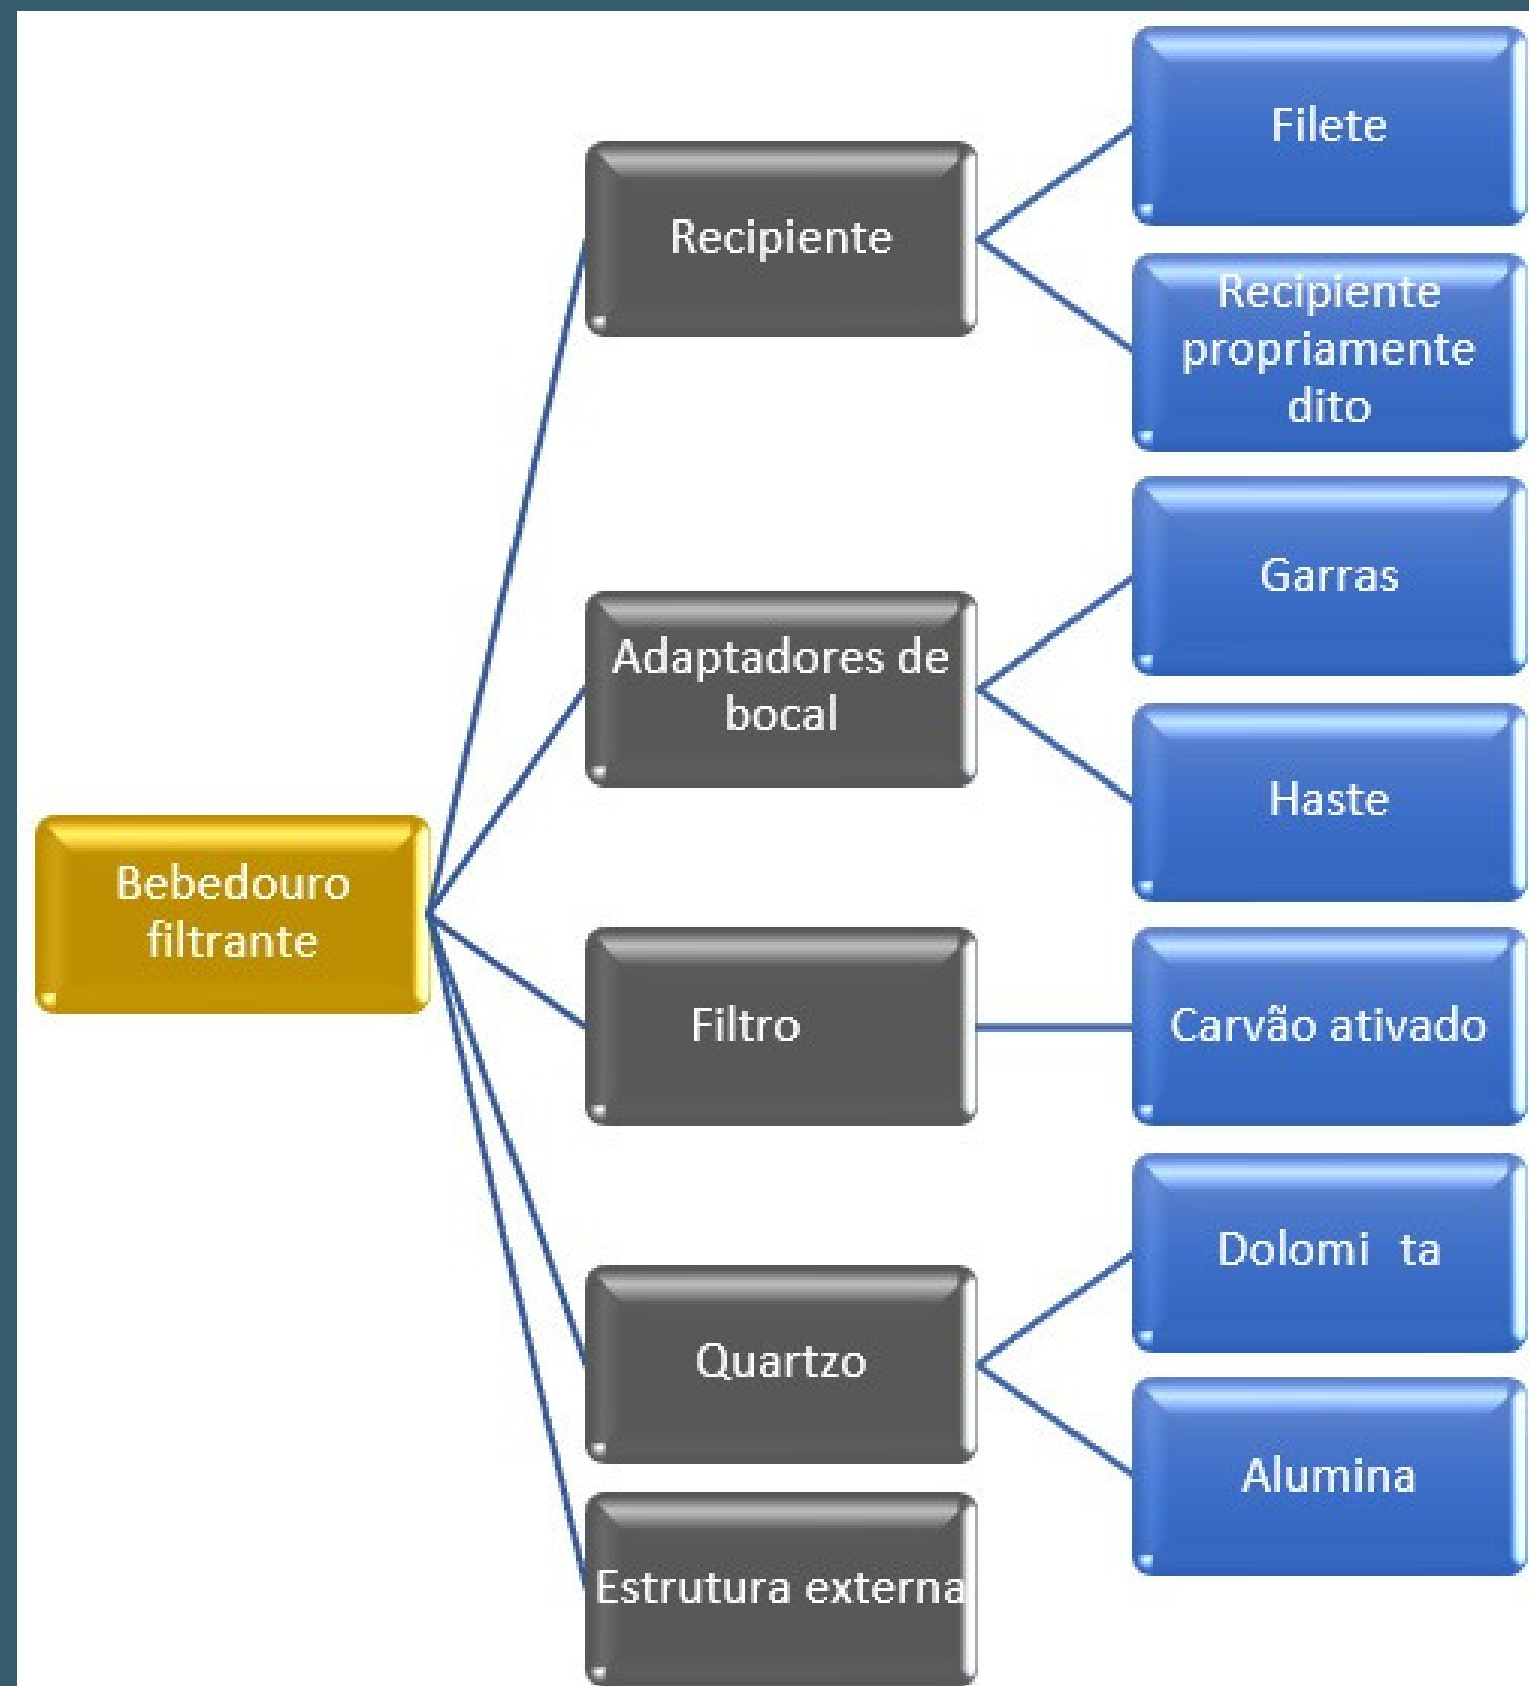 Filete
Recipiente
Recipiente
propriamente
dito
Garras
Adaptadores de
bocal
Haste
Bebedouro
filtrante
Filtro
Carvão ativado
Dolomi ta
Quartzo
Alumina
Estrutura externa